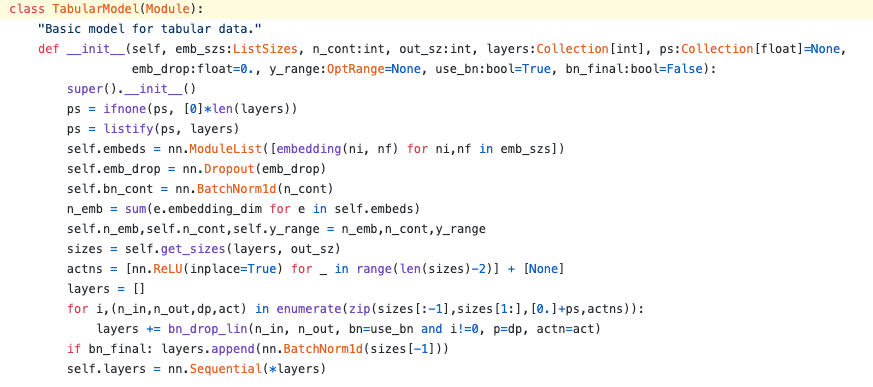 class TabularModel(Module):
    "Basic model for tabular data."
    def __init__(self, emb_szs:ListSizes, n_cont:int, out_sz:int, layers:Collection[int], ps:Collection[float]=None,
                 emb_drop:float=0., y_range:OptRange=None, use_bn:bool=True, bn_final:bool=False):
        super().__init__()
        ps = ifnone(ps, [0]*len(layers))
        ps = listify(ps, layers)
        self.embeds = nn.ModuleList([embedding(ni, nf) for ni,nf in emb_szs])
        self.emb_drop = nn.Dropout(emb_drop)
        self.bn_cont = nn.BatchNorm1d(n_cont)
        n_emb = sum(e.embedding_dim for e in self.embeds)
        self.n_emb,self.n_cont,self.y_range = n_emb,n_cont,y_range
        sizes = self.get_sizes(layers, out_sz)
        actns = [nn.ReLU(inplace=True) for _ in range(len(sizes)-2)] + [None]
        layers = []
        for i,(n_in,n_out,dp,act) in enumerate(zip(sizes[:-1],sizes[1:],[0.]+ps,actns)):
            layers += bn_drop_lin(n_in, n_out, bn=use_bn and i!=0, p=dp, actn=act)
        if bn_final: layers.append(nn.BatchNorm1d(sizes[-1]))
        self.layers = nn.Sequential(*layers)